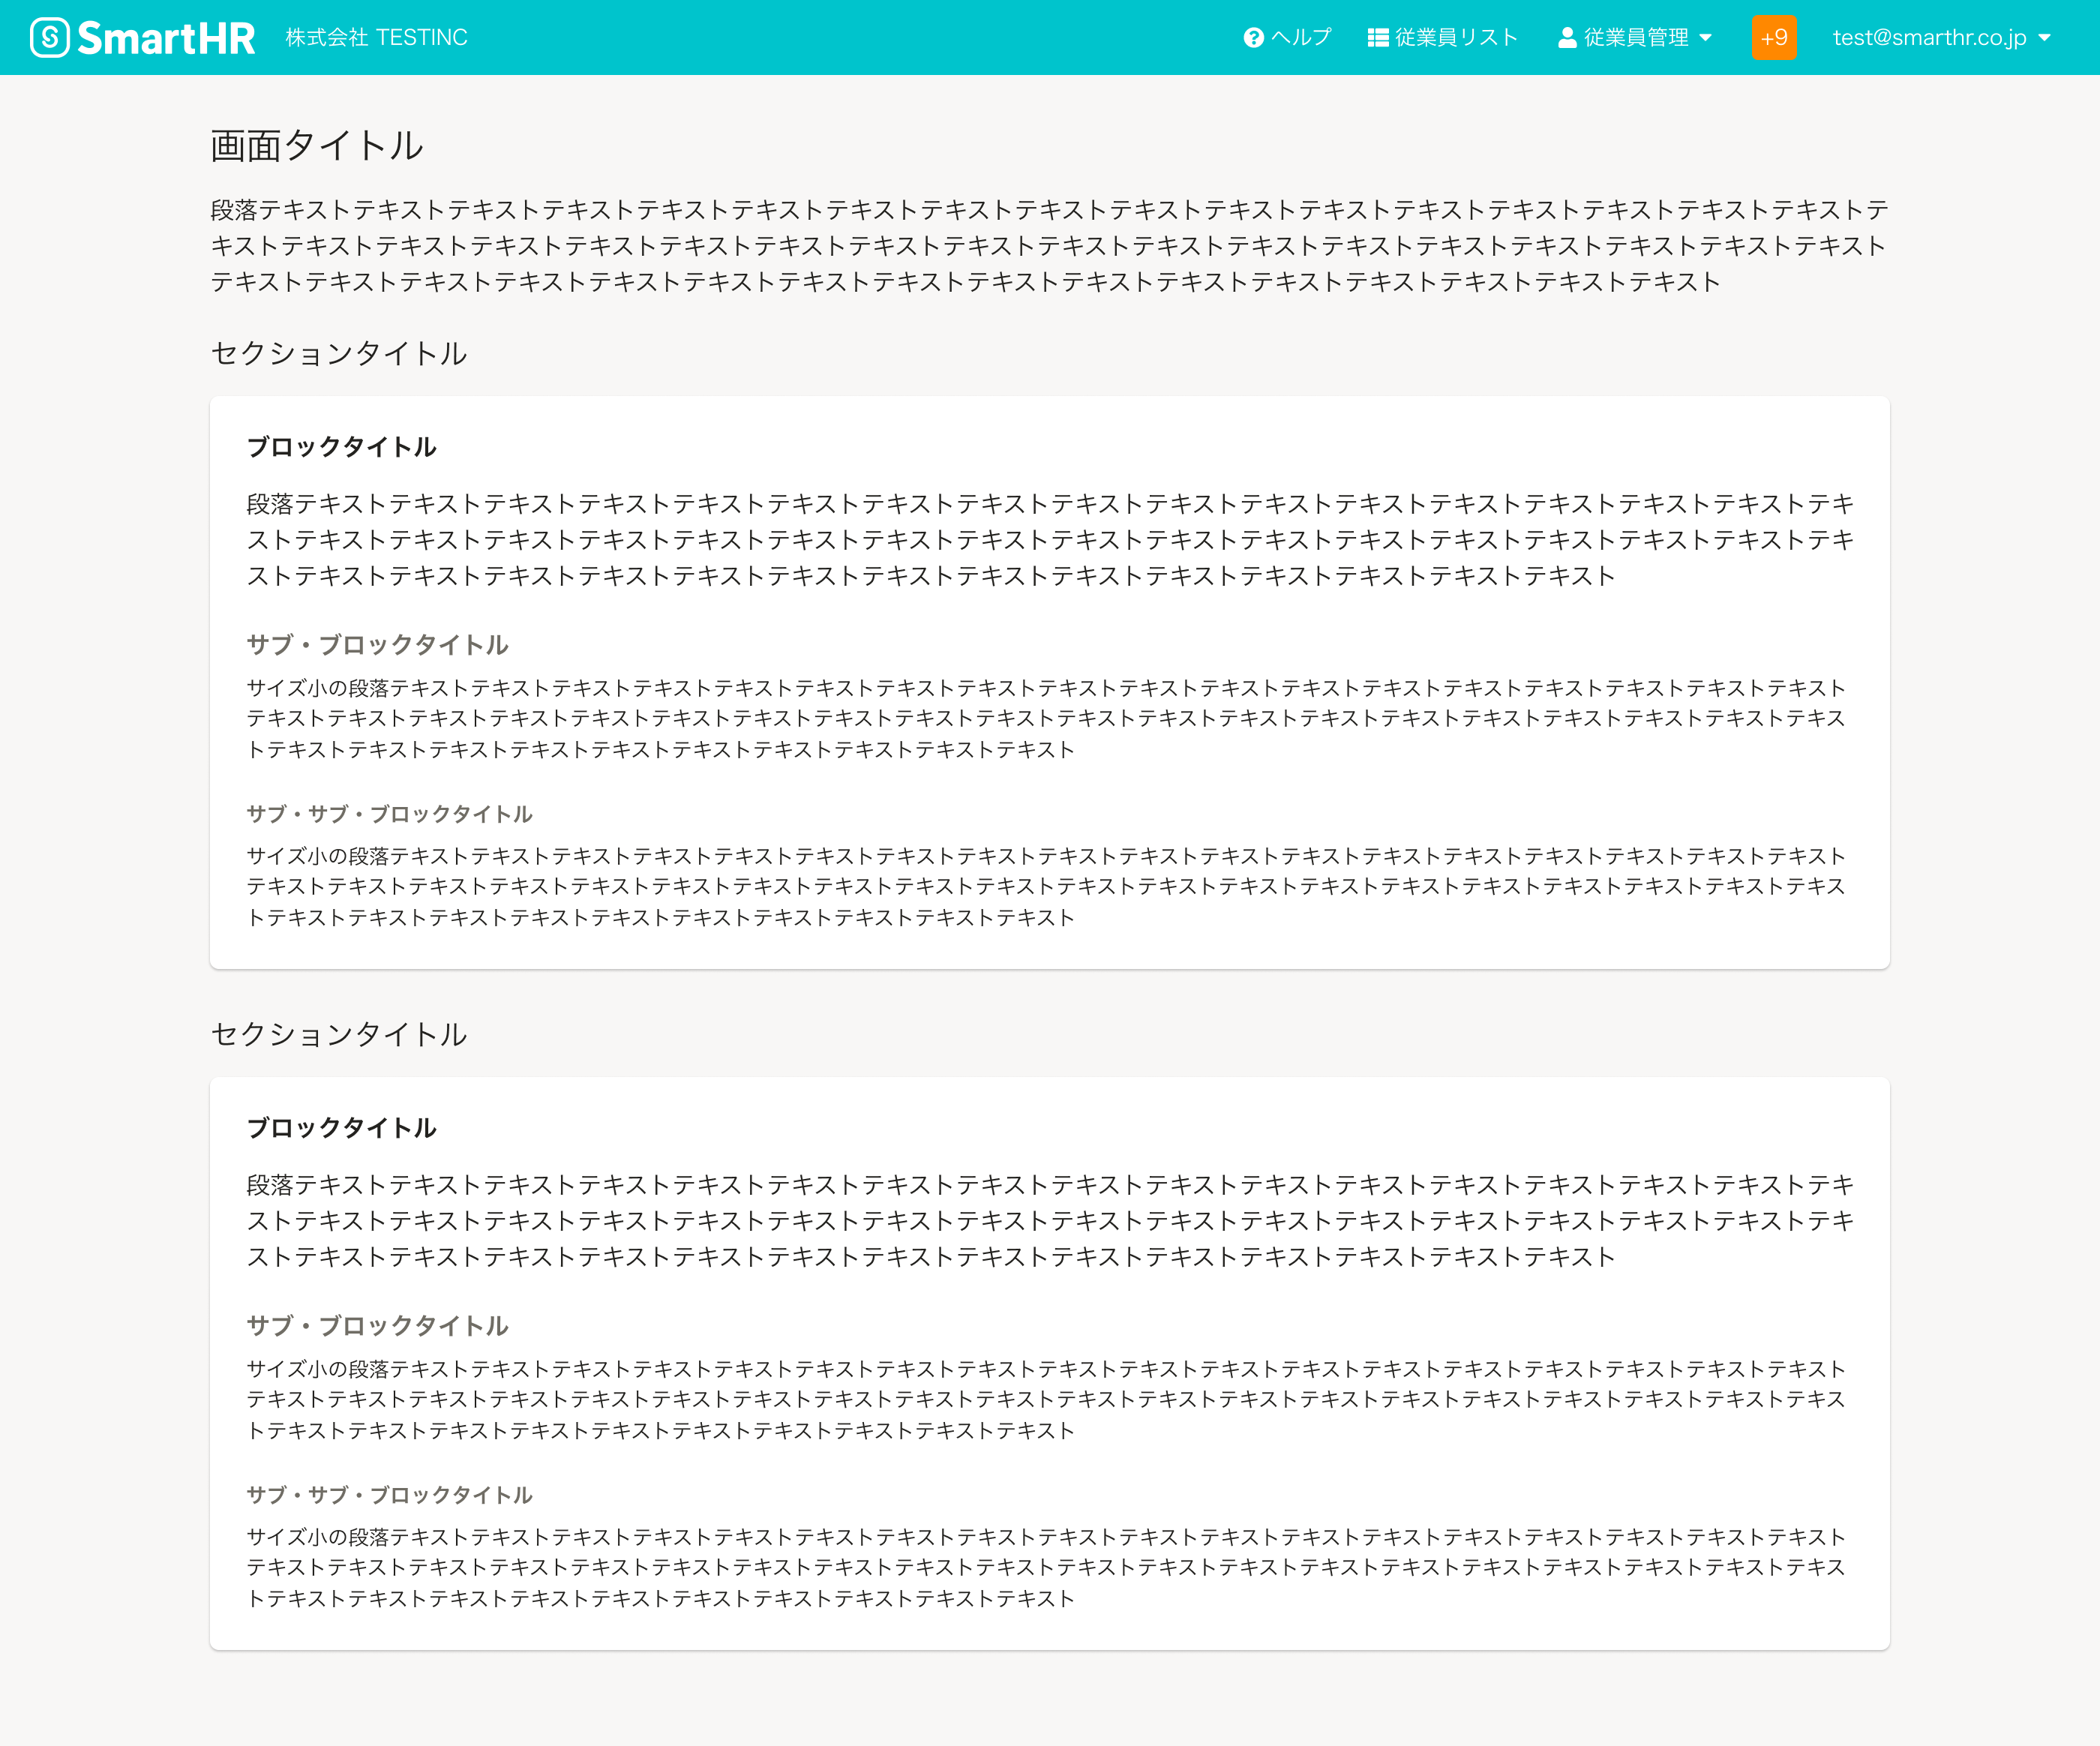 SmartHR
株式会社 TESTINC
ヘルプ
従業員リスト
従業員管理
+9
test@smarthr.co.jp
画面タイトル
段落テキストテキストテキストテキストテキストテキストテキストテキストテキストテキストテキストテキストテキストテキストテキストテキストテキストテ
キストテキストテキストテキストテキストテキストテキストテキストテキストテキストテキストテキストテキストテキストテキストテキストテキストテキスト
テキストテキストテキストテキストテキストテキストテキストテキストテキストテキストテキストテキストテキストテキストテキストテキスト
セクションタイトル
ブロックタイトル
段落テキストテキストテキストテキストテキストテキストテキストテキストテキストテキストテキストテキストテキストテキストテキストテキストテキ
ストテキストテキストテキストテキストテキストテキストテキストテキストテキストテキストテキストテキストテキストテキストテキストテキストテキ
ストテキストテキストテキストテキストテキストテキストテキストテキストテキストテキストテキストテキストテキストテキスト
サブ・ブロックタイトル
サイズ小の段落テキストテキストテキストテキストテキストテキストテキストテキストテキストテキストテキストテキストテキストテキストテキストテキストテキストテキスト
テキストテキストテキストテキストテキストテキストテキストテキストテキストテキストテキストテキストテキストテキストテキストテキストテキストテキストテキストテキス
トテキストテキストテキストテキストテキストテキストテキストテキストテキストテキスト
サブ・サブ・ブロックタイトル
サイズ小の段落テキストテキストテキストテキストテキストテキストテキストテキストテキストテキストテキストテキストテキストテキストテキストテキストテキストテキスト
テキストテキストテキストテキストテキストテキストテキストテキストテキストテキストテキストテキストテキストテキストテキストテキストテキストテキストテキストテキス
トテキストテキストテキストテキストテキストテキストテキストテキストテキストテキスト
セクションタイトル
ブロックタイトル
段落テキストテキストテキストテキストテキストテキストテキストテキストテキストテキストテキストテキストテキストテキストテキストテキストテキ
ストテキストテキストテキストテキストテキストテキストテキストテキストテキストテキストテキストテキストテキストテキストテキストテキストテキ
ストテキストテキストテキストテキストテキストテキストテキストテキストテキストテキストテキストテキストテキストテキスト
サブ・ブロックタイトル
サイズ小の段落テキストテキストテキストテキストテキストテキストテキストテキストテキストテキストテキストテキストテキストテキストテキストテキストテキストテキスト
テキストテキストテキストテキストテキストテキストテキストテキストテキストテキストテキストテキストテキストテキストテキストテキストテキストテキストテキストテキス
トテキストテキストテキストテキストテキストテキストテキストテキストテキストテキスト
サブ・サブ・ブロックタイトル
サイズ小の段落テキストテキストテキストテキストテキストテキストテキストテキストテキストテキストテキストテキストテキストテキストテキストテキストテキストテキスト
テキストテキストテキストテキストテキストテキストテキストテキストテキストテキストテキストテキストテキストテキストテキストテキストテキストテキストテキストテキス
トテキストテキストテキストテキストテキストテキストテキストテキストテキストテキスト